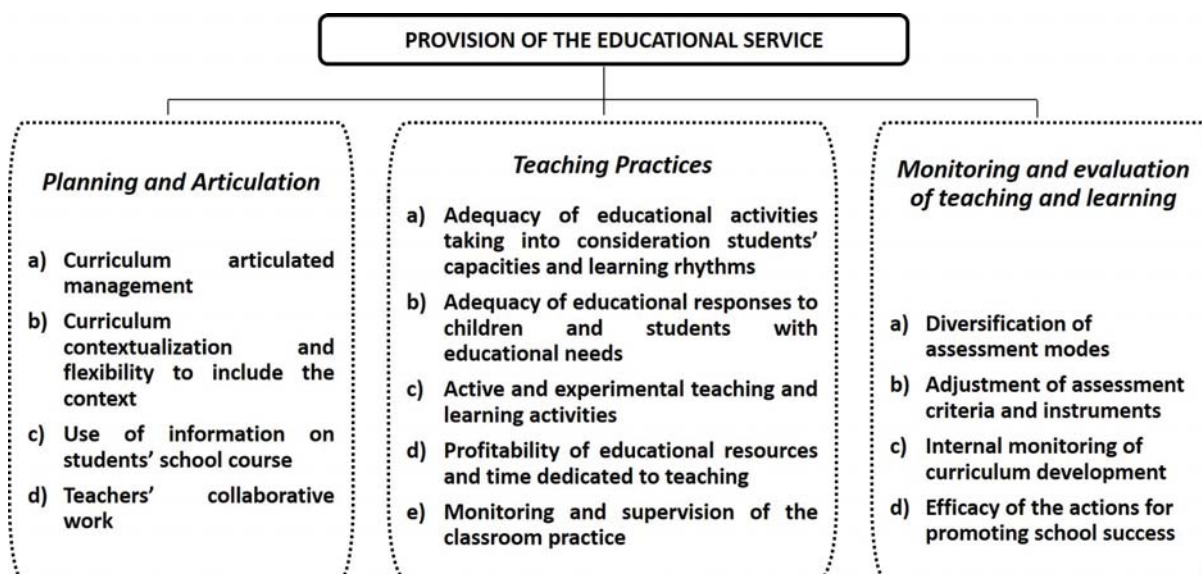 PROVISION OF THE EDUCATIONAL SERVICE
Planning and Articulation
a) Curriculum articulated
management
b) Curriculum
contextualization and
flexibility to include the
context
c) Use of information on
students' school course
d) Teachers' collaborative
work
Teaching Practices
a) Adequacy of educational activities
taking into consideration students'
capacities and learning rhythms
b) Adequacy of educational responses to
children and students with
educational needs
c) Active and experimental teaching and
learning activities
d) Profitability of educational resources
and time dedicated to teaching
e) Monitoring and supervision of the
classroom practice
Monitoring and evaluation
of teaching and learning
a) Diversification of
assessment modes
b) Adjustment of assessment
criteria and instruments
c) Internal monitoring of
curriculum development
d) Efficacy of the actions for
promoting school success